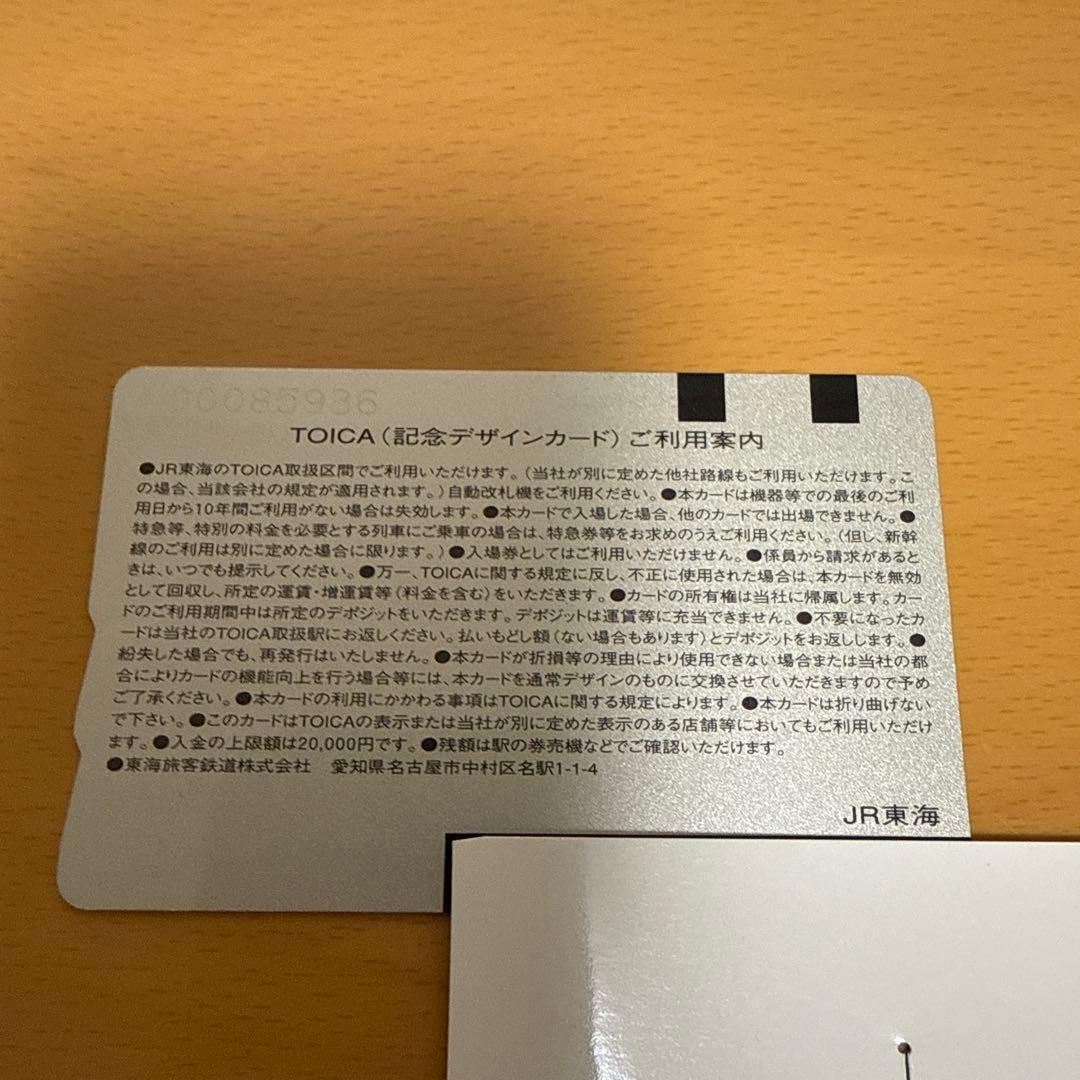 00085936
TOICA（記念デザインカード）ご利用案内
●JR東海のTOICA取扱区間でご利用いただけます。（当社が別に定めた他社路線もご利用いただけます。こ
の場合、当該会社の規定が適用されます。）自動改札機をご利用ください。●本カードは機器等での最後のご利
用日から10年間ご利用がない場合は失効します。●本カードで入場した場合、他のカードでは出場できません。●
特急等、特別の料金を必要とする列車にご乗車の場合は、特急券等をお求めのうえご利用ください。（但し、新幹
線のご利用は別に定めた場合に限ります。）●入場券としてはご利用いただけません。●係員から請求があると
きは、いつでも提示してください。●万一、TOICAに関する規定に反し、不正に使用された場合は、本カードを無効
として回収し、所定の運賃・増運賃等（料金を含む）をいただきます。●カードの所有権は当社に帰属します。カー
ドのご利用期間中は所定のデポジットをいただきます。デポジットは運賃等に充当できません。●不要になったカ
ードは当社のTOICA取扱駅にお返しください。払いもどし額（ない場合もあります）とデポジットをお返しします。●
紛失した場合でも、再発行はいたしません。●本カードが折損等の理由により使用できない場合または当社の都
合によりカードの機能向上を行う場合等には、本カードを通常デザインのものに交換させていただきますので予め
ご了承ください。●本カードの利用にかかわる事項はTOICAに関する規定によります。●本カードは折り曲げない
で下さい。●このカードはTOICAの表示または当社が別に定めた表示のある店舗等においてもご利用いただけ
ます。●入金の上限額は20,000円です。●残額は駅の券売機などでご確認いただけます。
●東海旅客鉄道株式会社　愛知県名古屋市中村区名駅1-1-4
JR東海